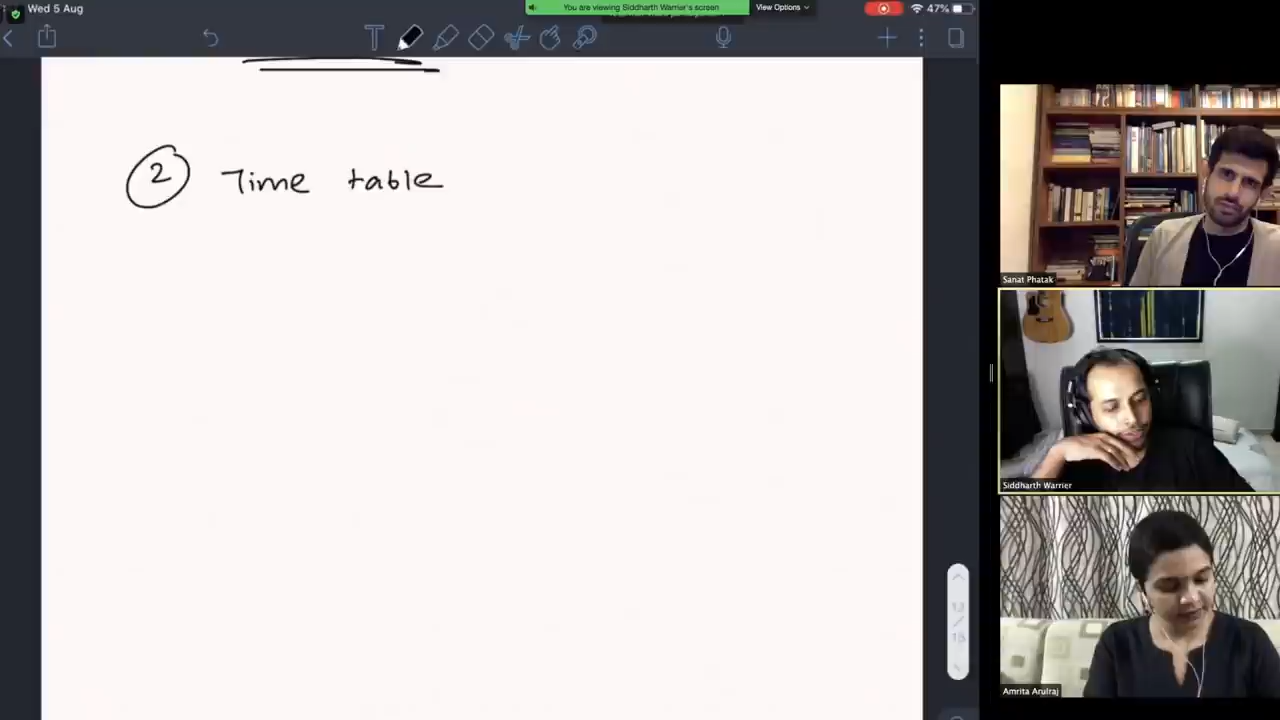 Wed 5 Aug
You are viewing Siddharth Warrier's screen
View Options
47%
2 Time table
Sanat Phatak
Siddharth Warrier
Amrita Arulraj